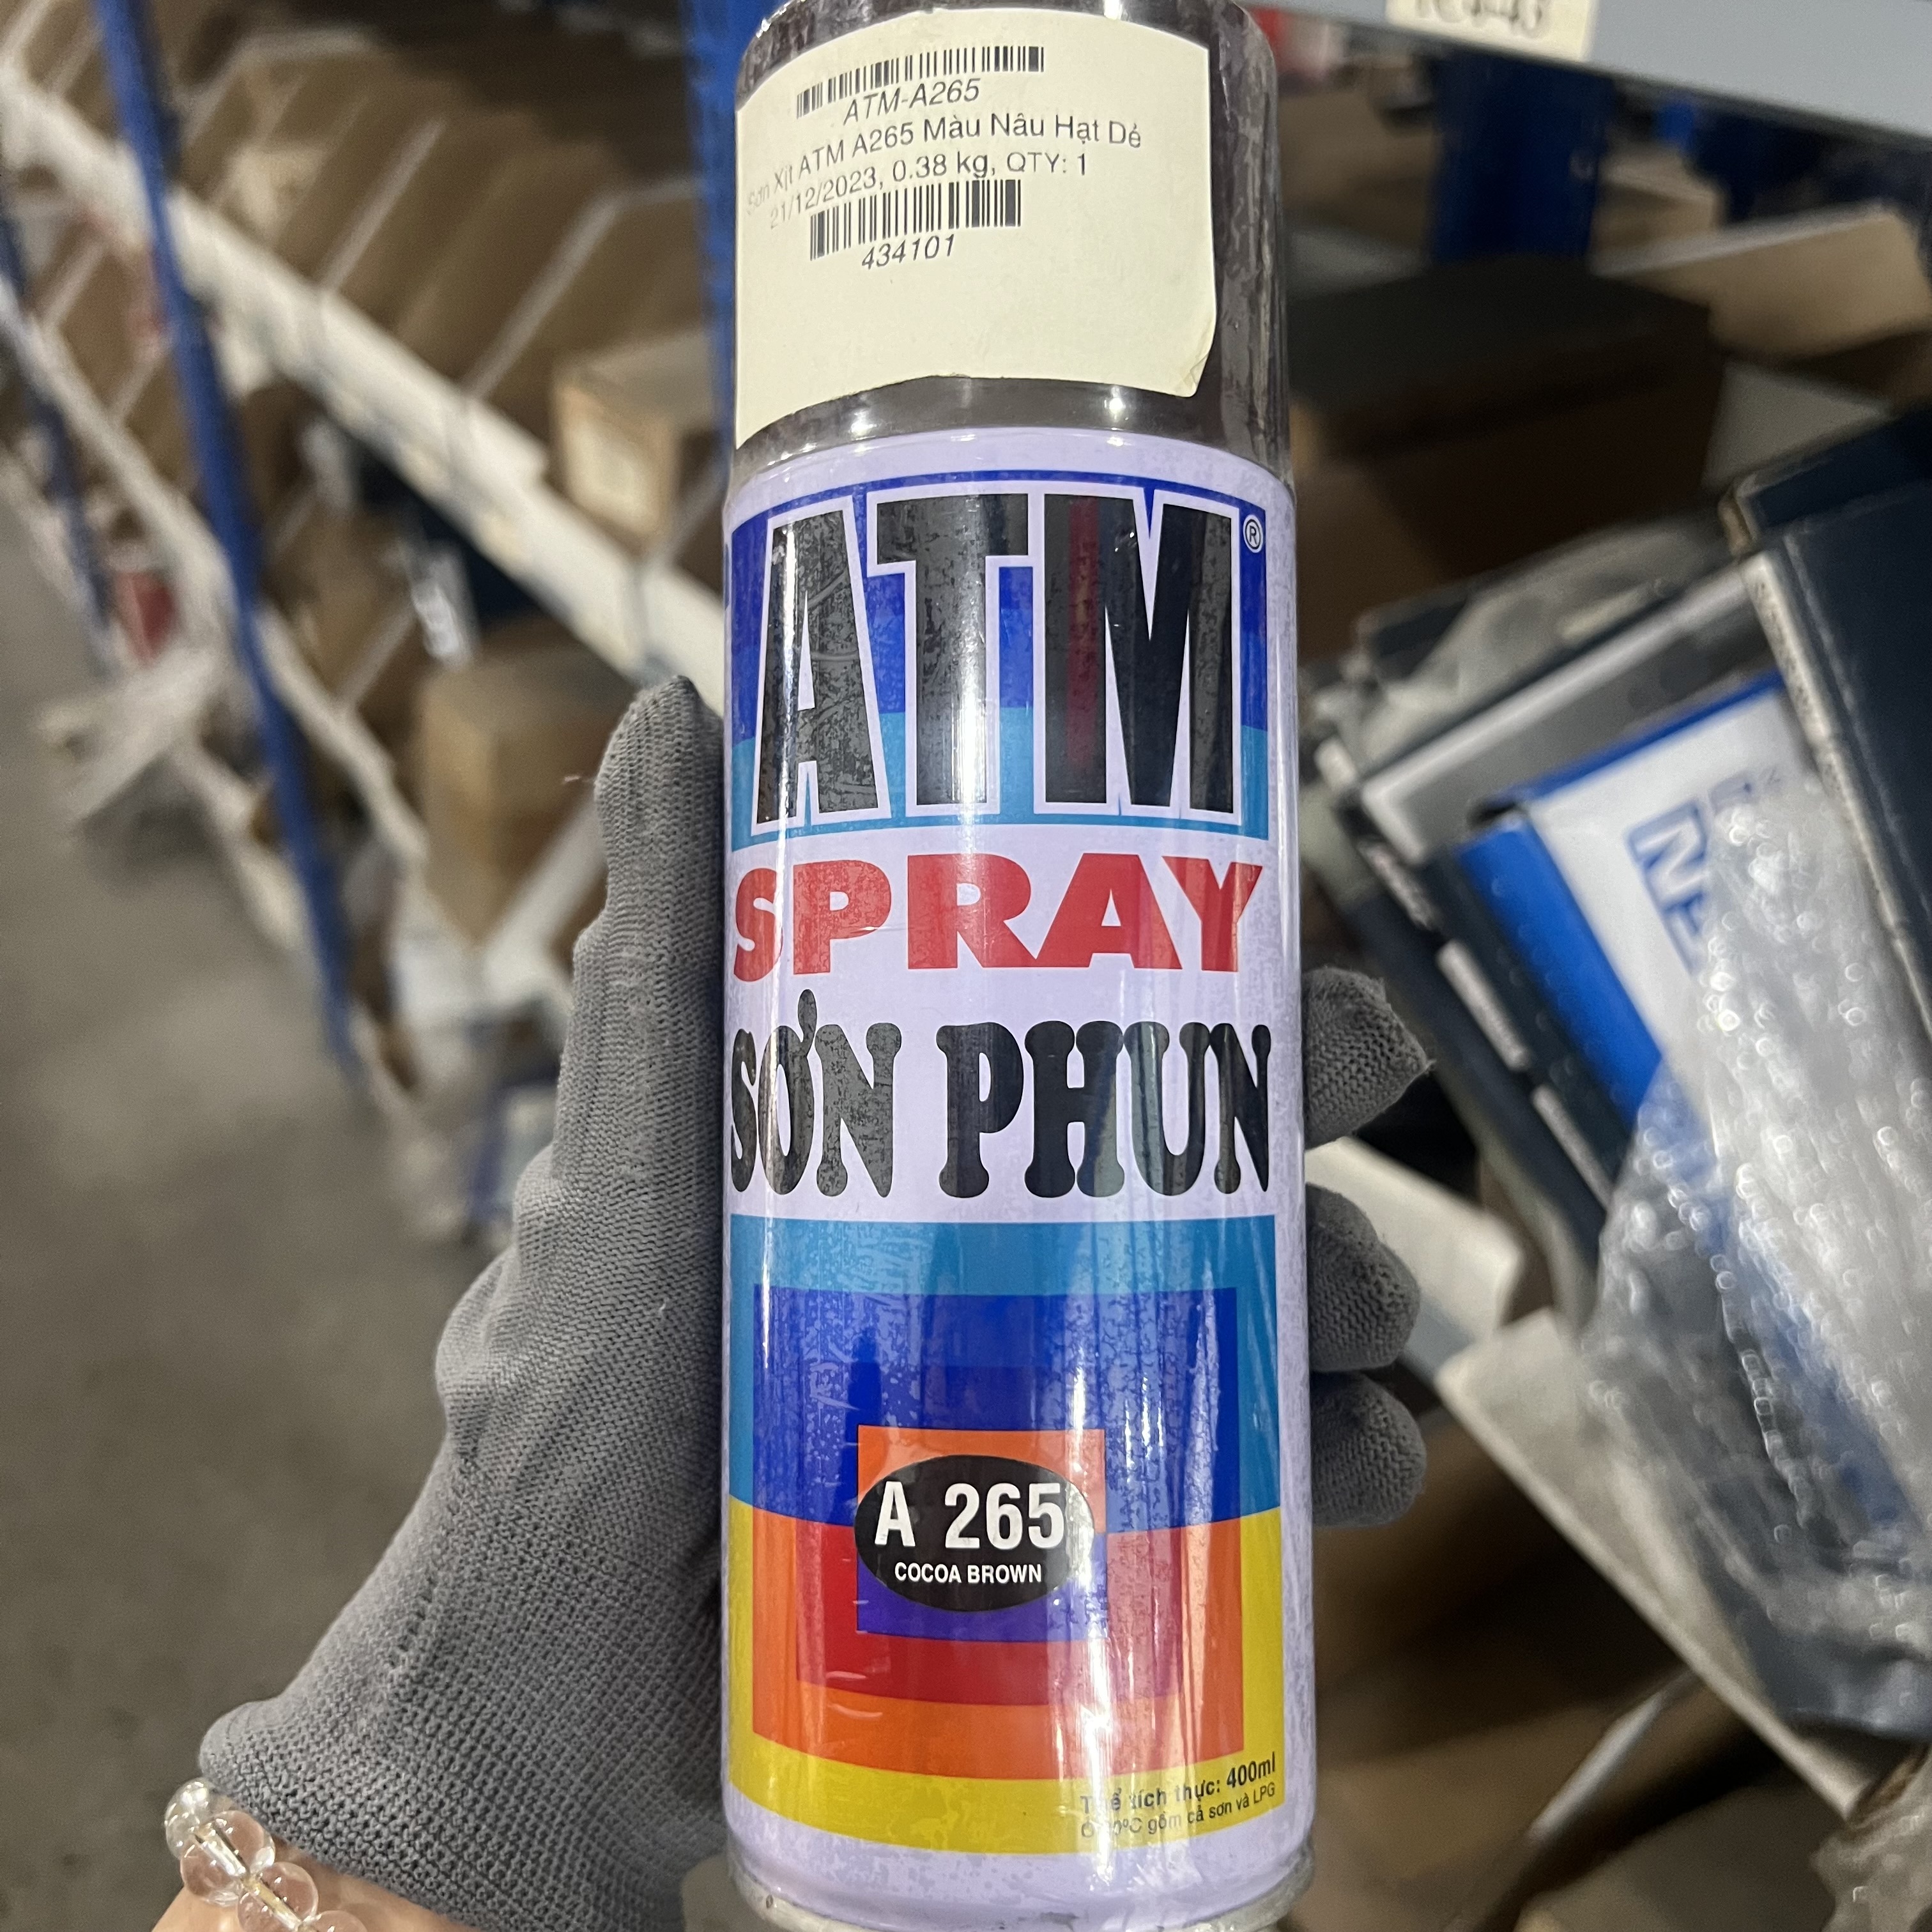 ATM-A265
Sơn Xịt ATM A265 Màu Nâu Hạt Dẻ
21/12/2023, 0.38 kg, QTY: 1
434101
ATM®
SPRAY
SƠN PHUN
A 265
COCOA BROWN
Thể tích thực: 400ml
Ở 20ºC gồm cả sơn và LPG